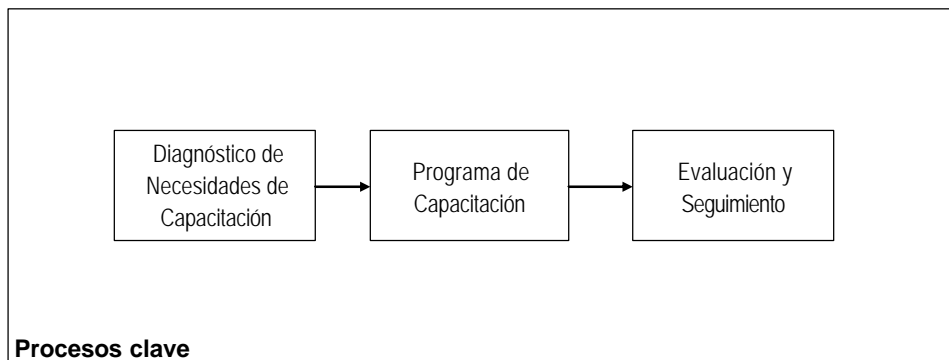 Diagnóstico de
Necesidades de
Capacitación
Programa de
Capacitación
Evaluación y
Seguimiento
Procesos clave